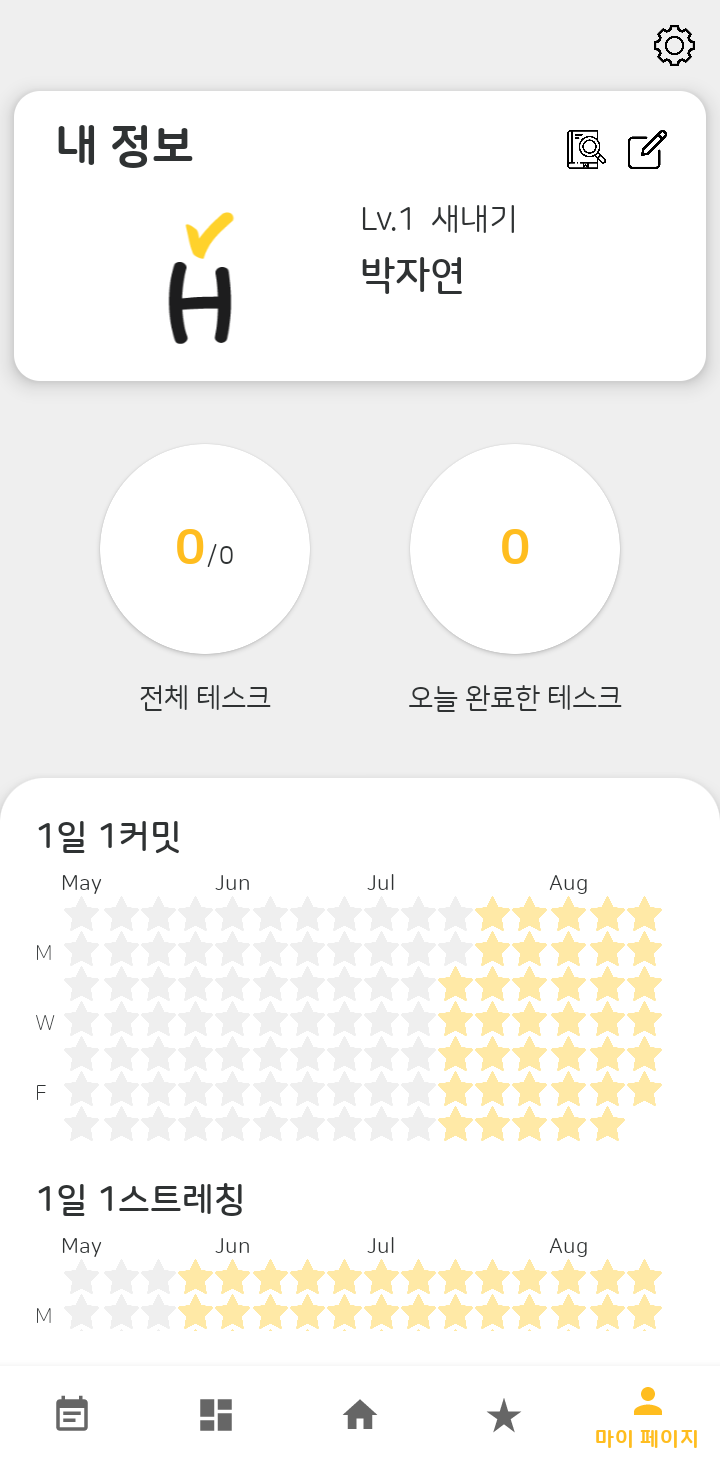 내 정보
Lv.1 새내기
박자연
H
0/0
0
전체 테스크
오늘 완료한 테스크
1일 1커밋
May Jun Jul Aug
M
W
F
1일 1스트레칭
May Jun Jul Aug
M
마이 페이지